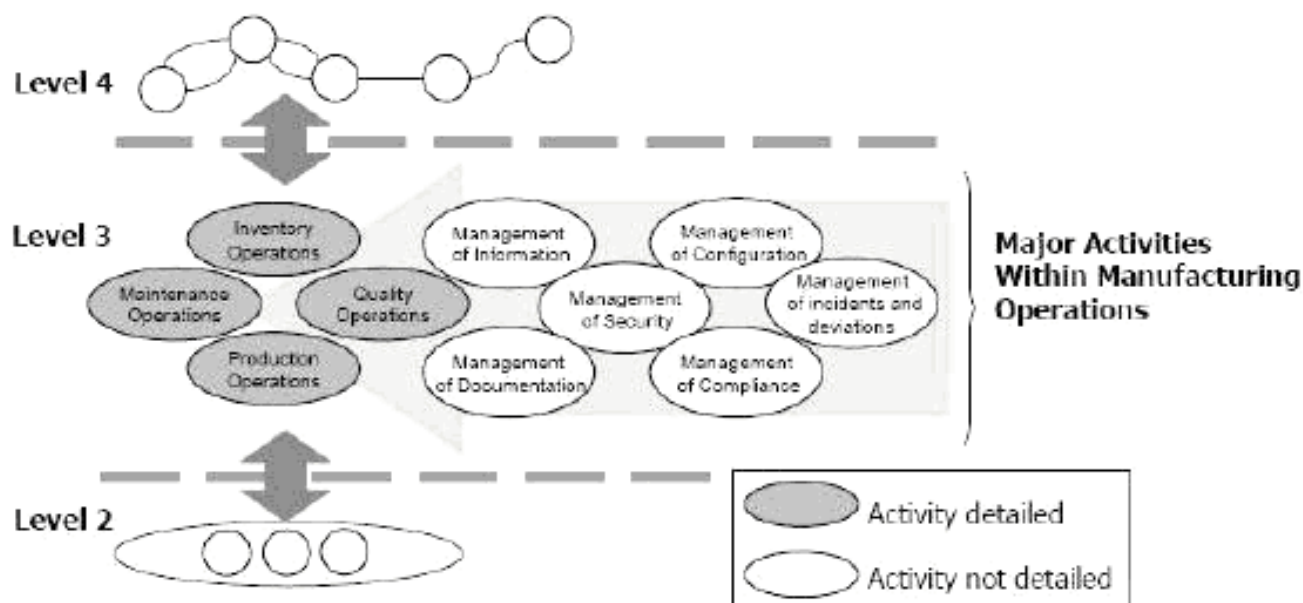 Level 4
Level 3
Inventory
Operations
Maintenance
Operations
Quality
Operations
Production
Operations
Management
of Information
Management
of Configuration
Management
of Security
Management
of incidents and
deviations
Management
of Documentation
Management
of Compliance
Major Activities
Within Manufacturing
Operations
Level 2
Activity detailed
Activity not detailed